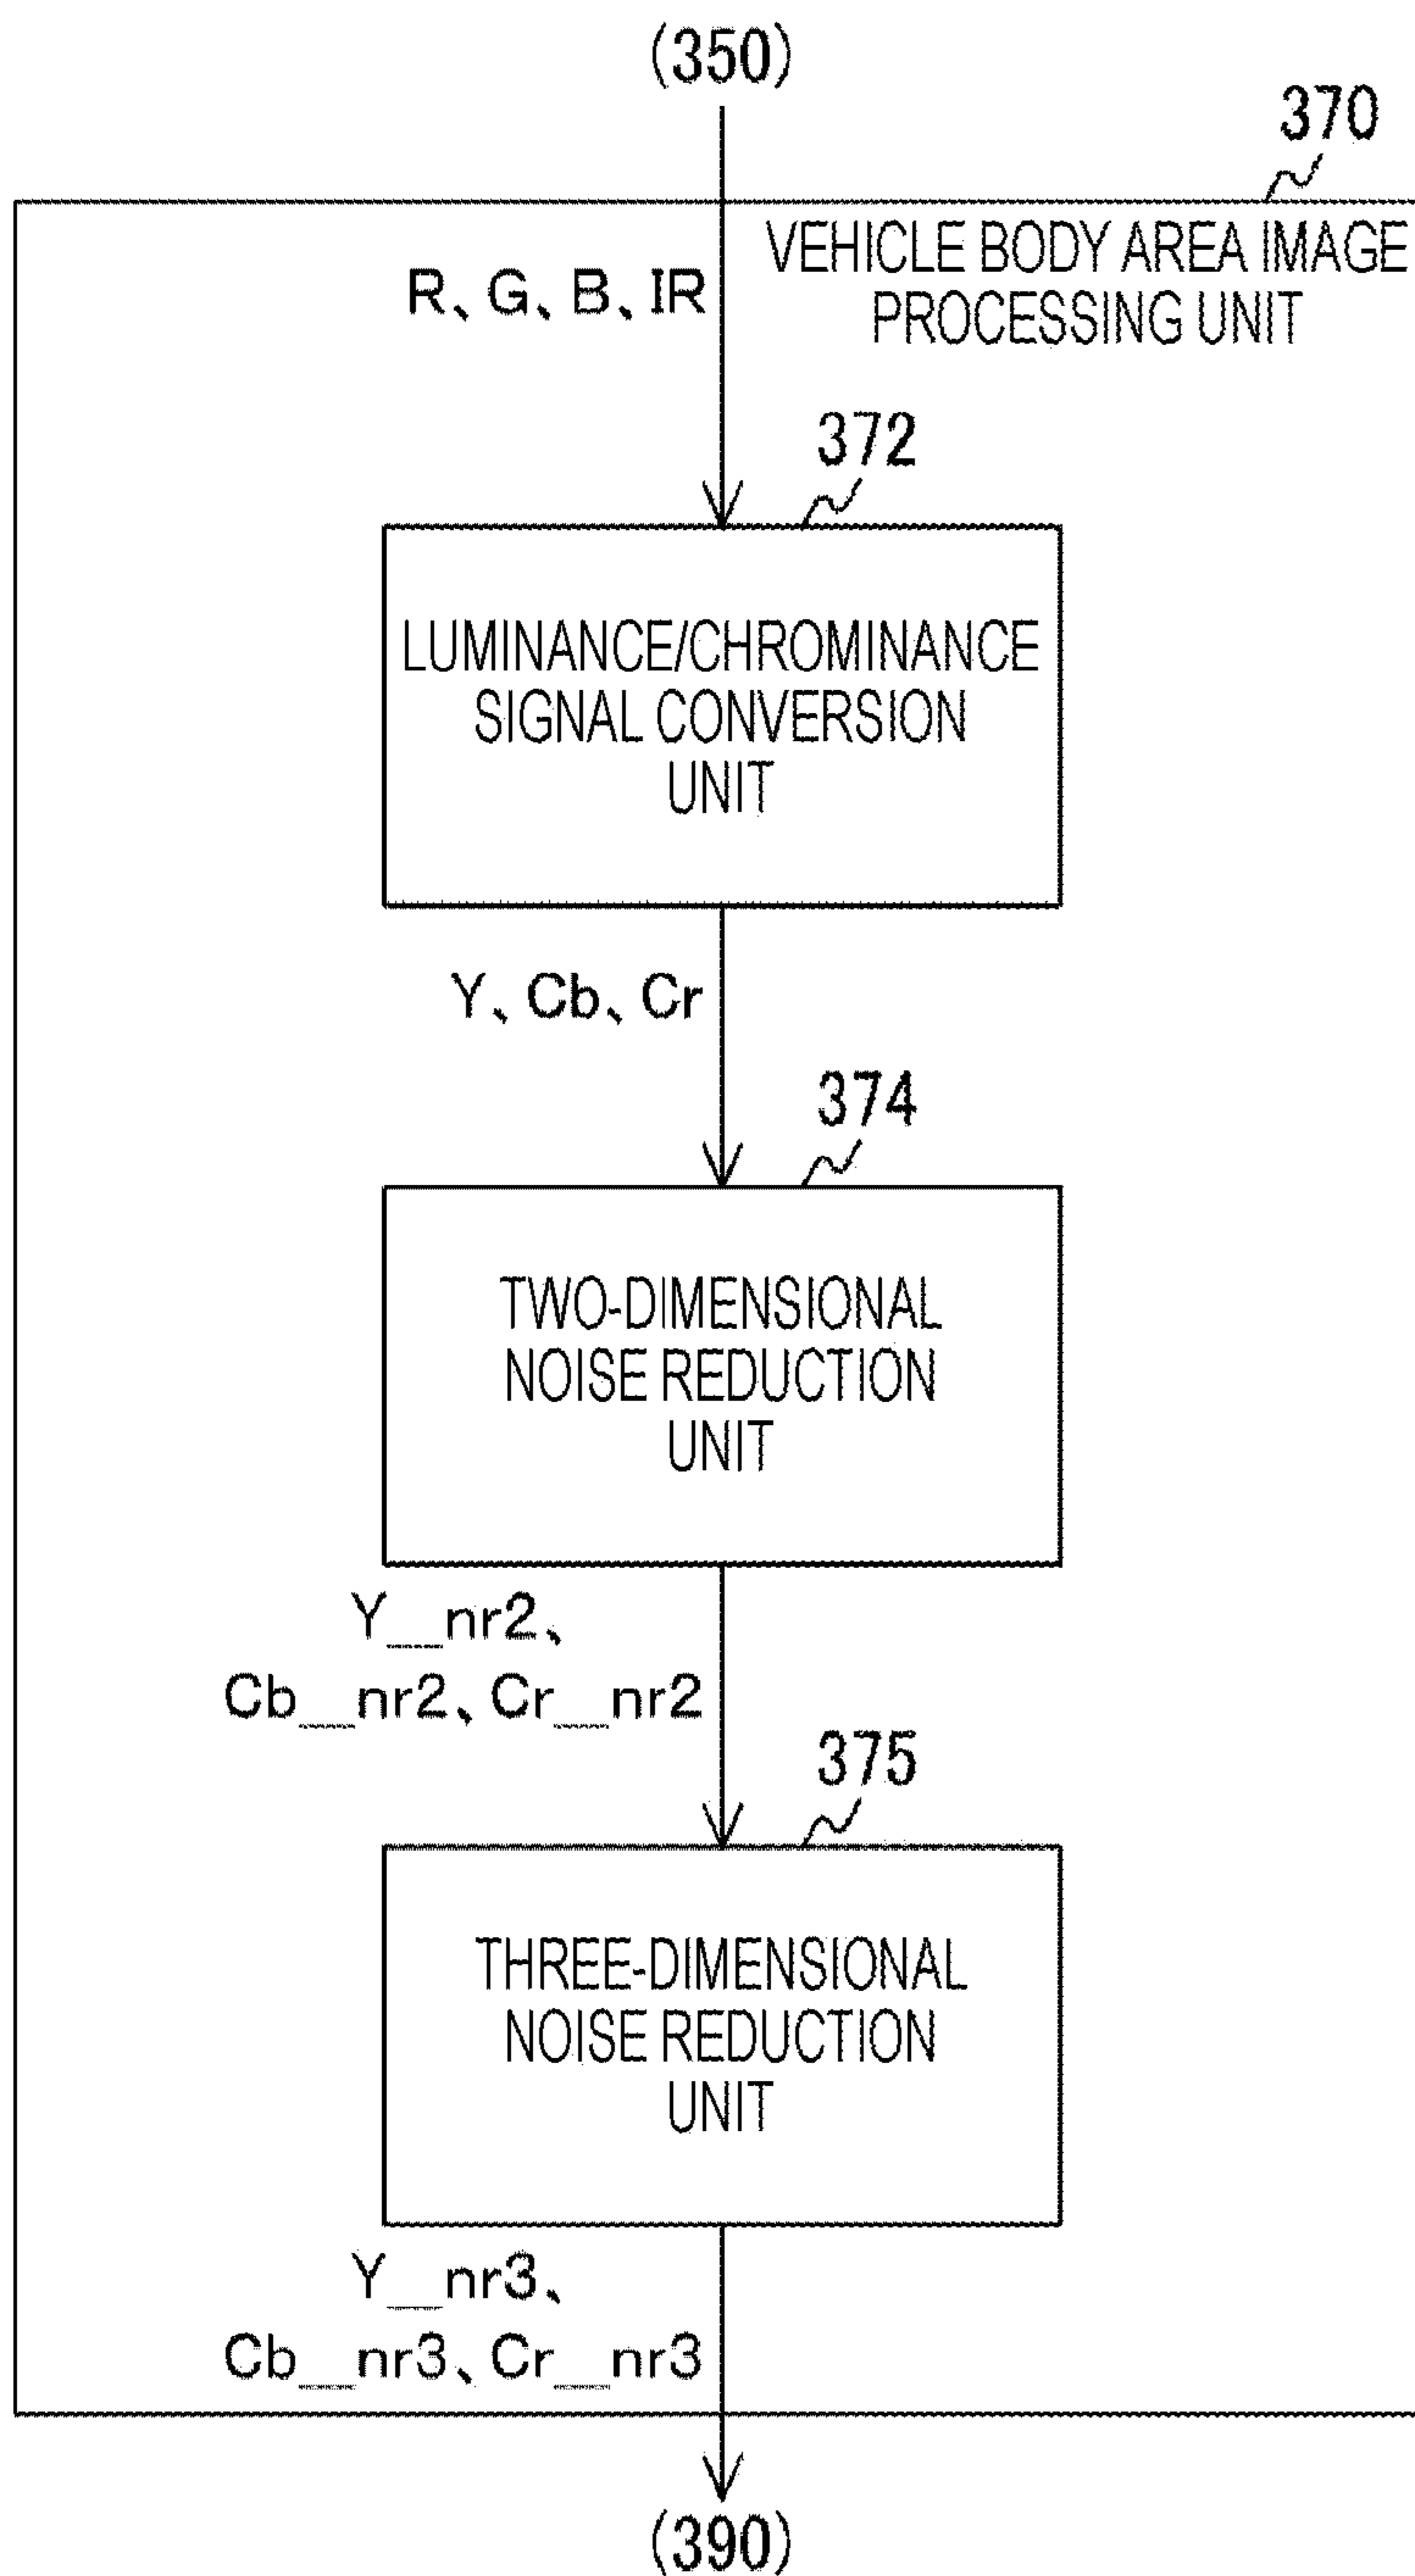 (350)
370
VEHICLE BODY AREA IMAGE
PROCESSING UNIT
R、G、B、IR
372
LUMINANCE/CHROMINANCE
SIGNAL CONVERSION
UNIT
Y、Cb、Cr
374
TWO-DIMENSIONAL
NOISE REDUCTION
UNIT
Y__nr2、
Cb__nr2、Cr__nr2
375
THREE-DIMENSIONAL
NOISE REDUCTION
UNIT
Y__nr3、
Cb__nr3、Cr__nr3
(390)